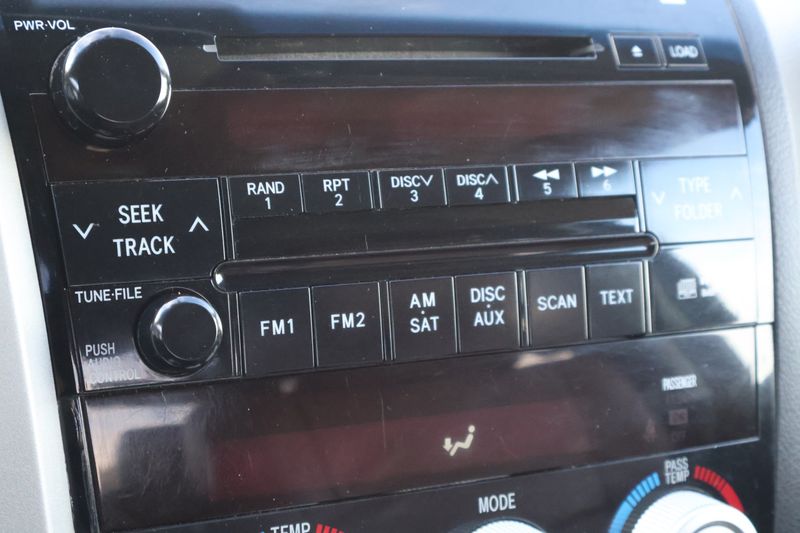 PWR·VOL
LOAD
RAND
1
RPT
2
DISC
3
DISC
4
5
6
TYPE
FOLDER
SEEK
TRACK
TUNE·FILE
PUSH
AUDIO
CONTROL
FM1
FM2
AM
SAT
DISC
AUX
SCAN
TEXT
PASSENGER
TEMP
MODE
PASS
TEMP